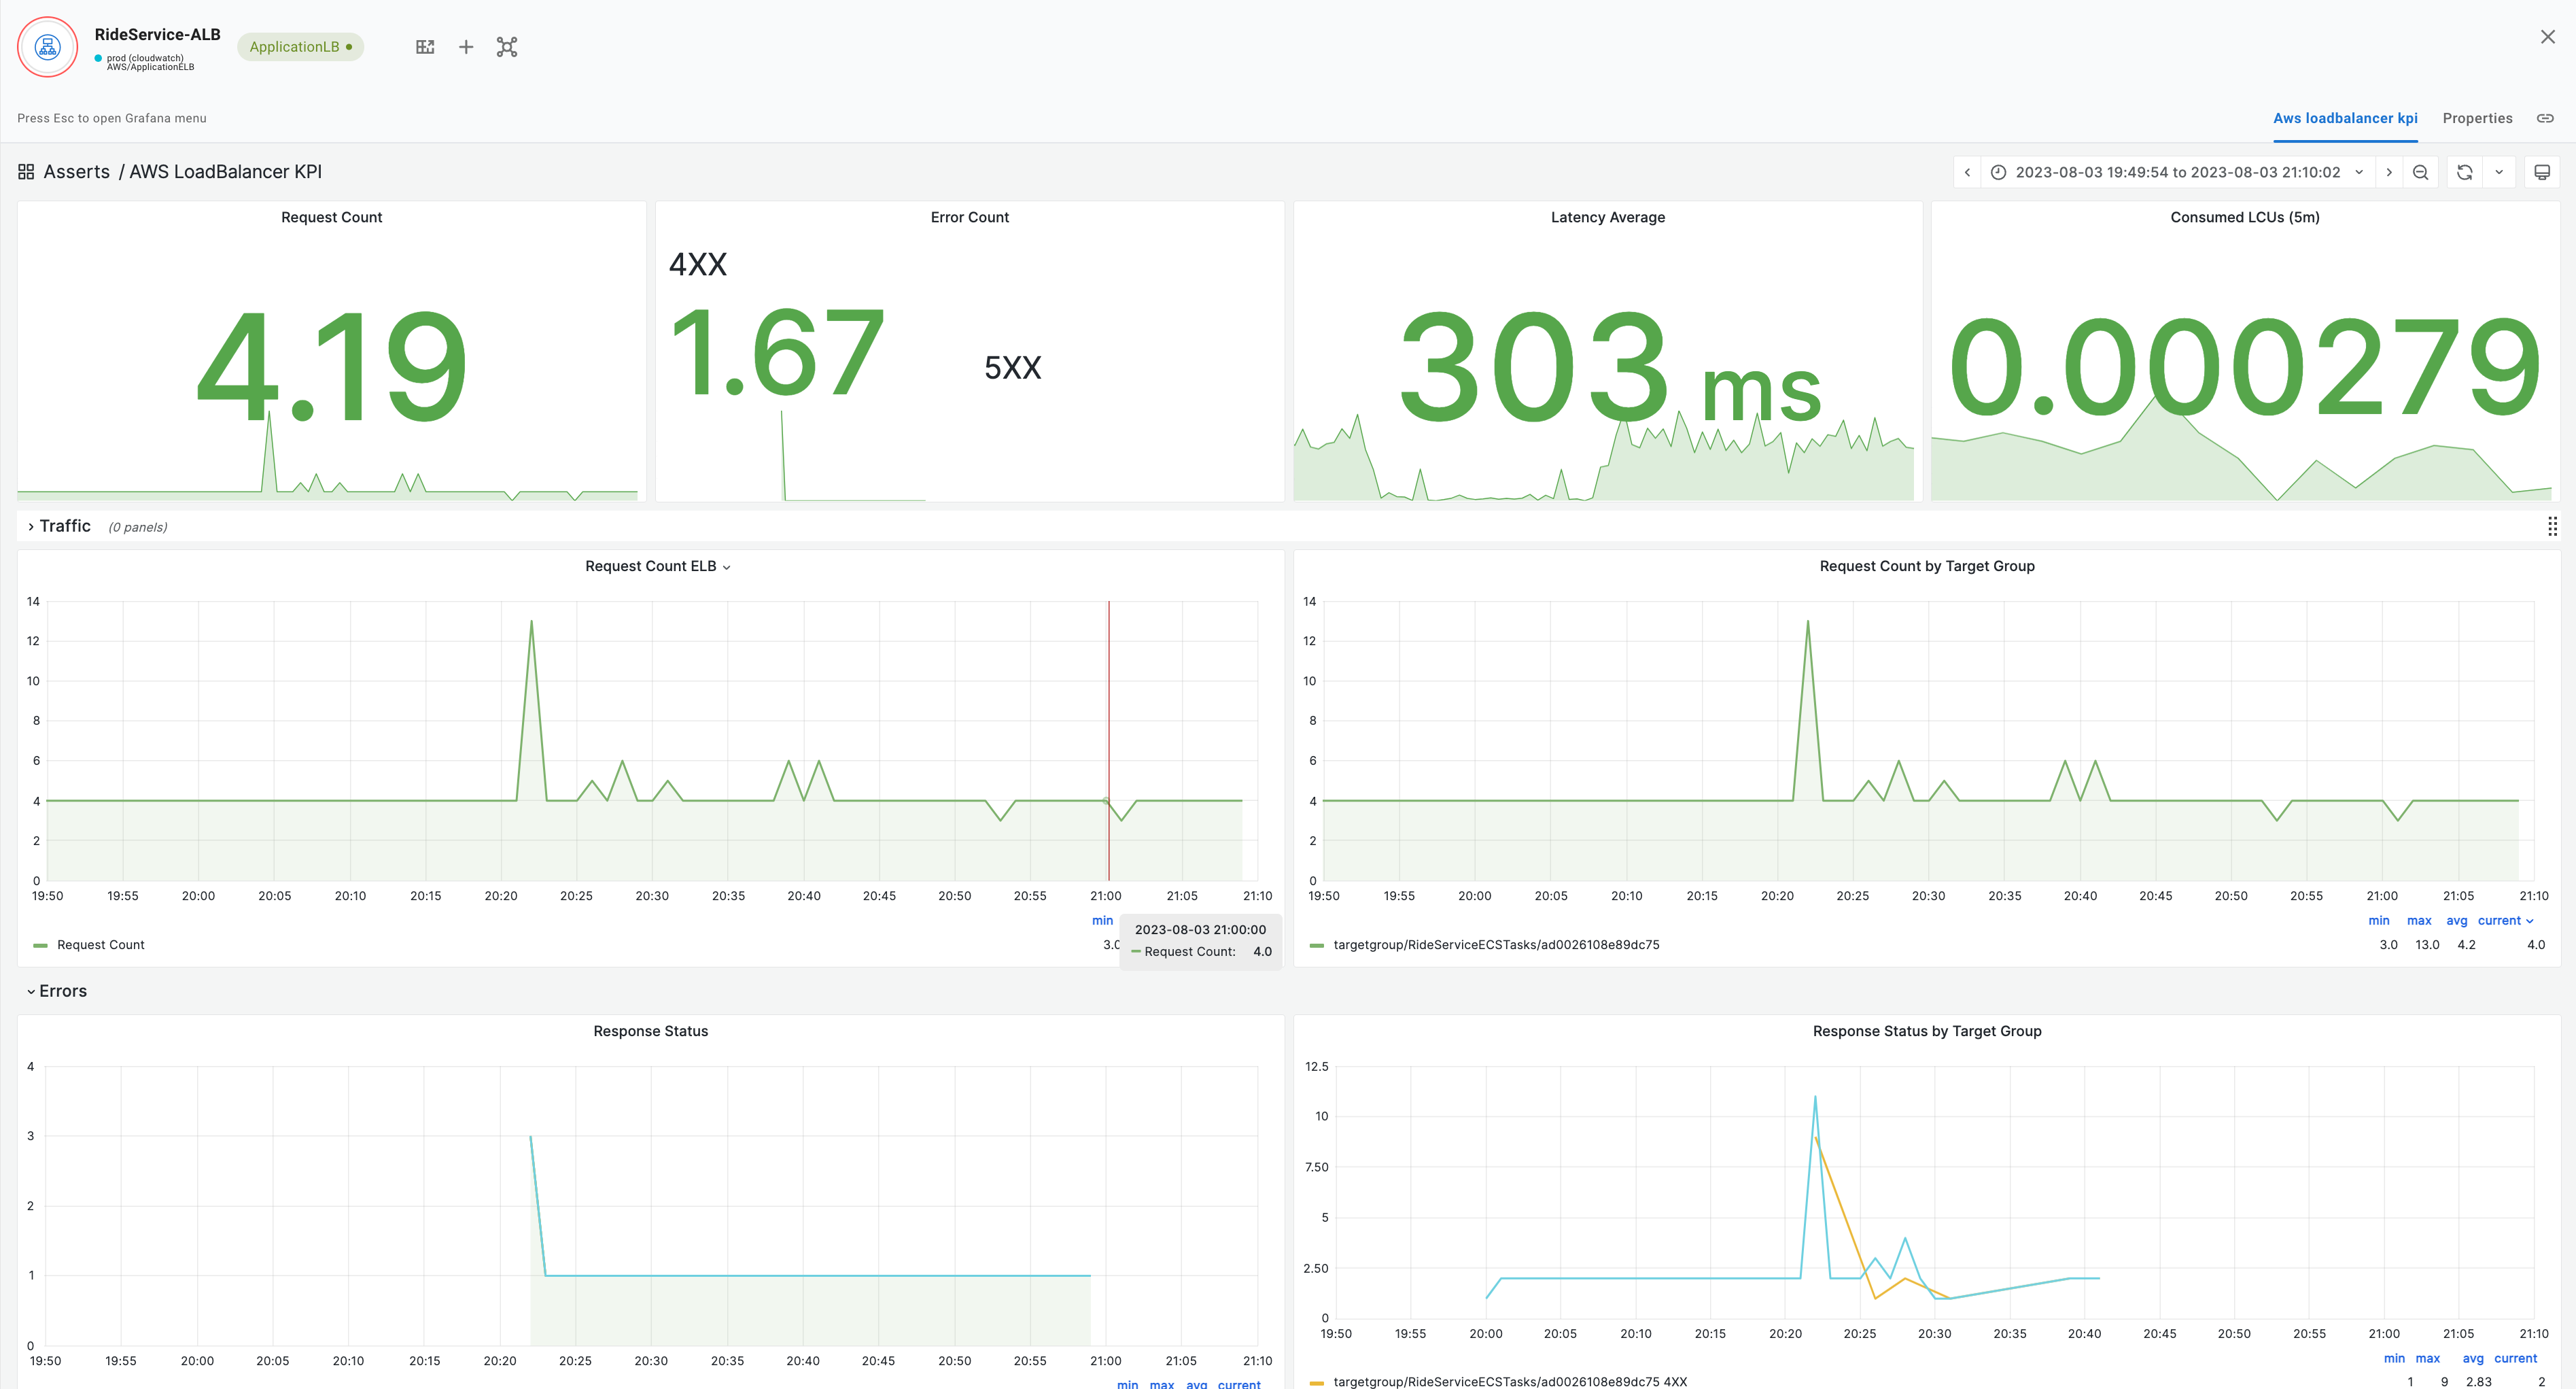 RideService-ALB
prod (cloudwatch)
AWS/ApplicationELB
ApplicationLB
Press Esc to open Grafana menu
Aws loadbalancer kpi
Properties
Asserts / AWS LoadBalancer KPI
2023-08-03 19:49:54 to 2023-08-03 21:10:02
Request Count
4.19
Error Count
4XX
1.67
5XX
Latency Average
303 ms
Consumed LCUs (5m)
0.000279
Traffic (0 panels)
Request Count ELB
14
12
10
8
6
4
2
0
19:50 19:55 20:00 20:05 20:10 20:15 20:20 20:25 20:30 20:35 20:40 20:45 20:50 20:55 21:00 21:05 21:10
min
Request Count
3.0
2023-08-03 21:00:00
Request Count: 4.0
Request Count by Target Group
14
12
10
8
6
4
2
0
19:50 19:55 20:00 20:05 20:10 20:15 20:20 20:25 20:30 20:35 20:40 20:45 20:50 20:55 21:00 21:05 21:10
min max avg current
targetgroup/RideServiceECSTasks/ad0026108e89dc75 3.0 13.0 4.2 4.0
Errors
Response Status
4
3
2
1
0
19:50 19:55 20:00 20:05 20:10 20:15 20:20 20:25 20:30 20:35 20:40 20:45 20:50 20:55 21:00 21:05 21:10
min max avg current
Response Status by Target Group
12.5
10
7.50
5
2.50
0
19:50 19:55 20:00 20:05 20:10 20:15 20:20 20:25 20:30 20:35 20:40 20:45 20:50 20:55 21:00 21:05 21:10
min max avg current
targetgroup/RideServiceECSTasks/ad0026108e89dc75 4XX 1 9 2.83 2